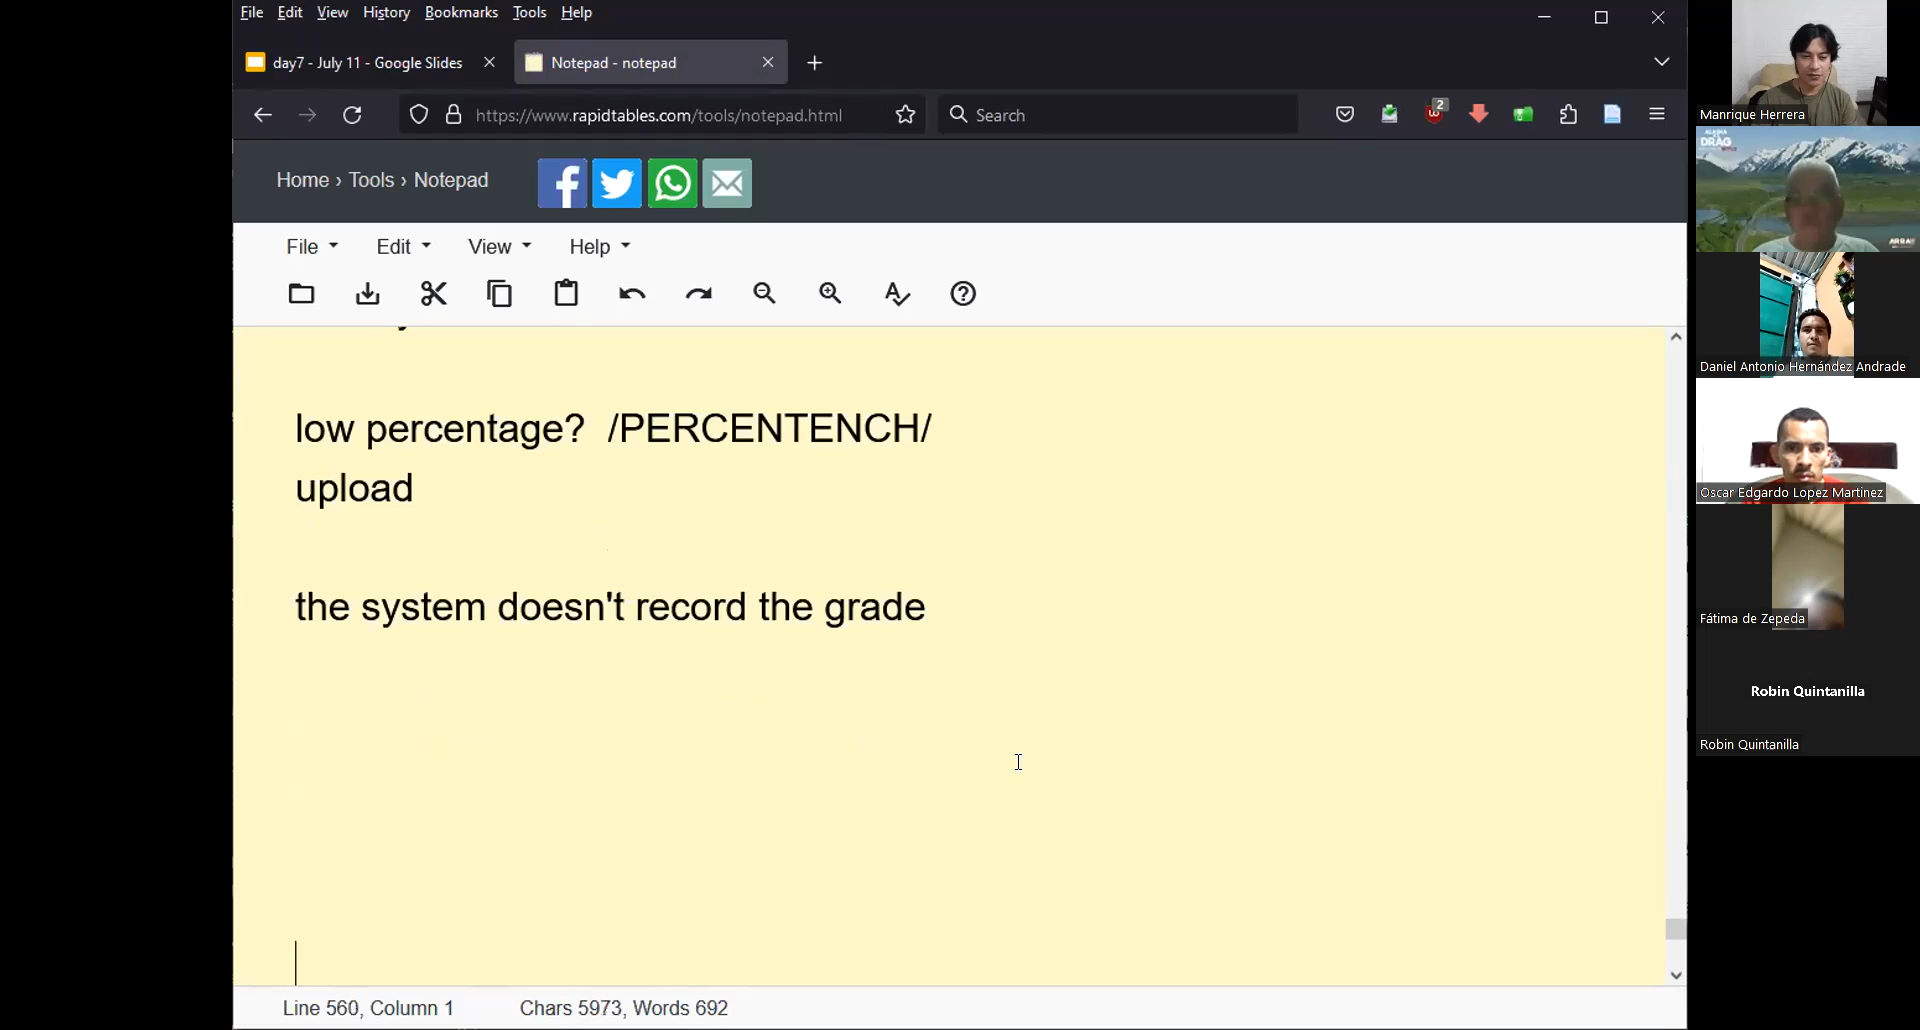 File Edit View History Bookmarks Tools Help
day7 - July 11 - Google Slides
Notepad - notepad
https://www.rapidtables.com/tools/notepad.html
Search
2
Home › Tools › Notepad
File Edit View Help
low percentage? /PERCENTENCH/
upload
the system doesn't record the grade
Line 560, Column 1 Chars 5973, Words 692
Manrique Herrera
DRAG
Daniel Antonio Hernández Andrade
Oscar Edgardo Lopez Martinez
Fátima de Zepeda
Robin Quintanilla
Robin Quintanilla